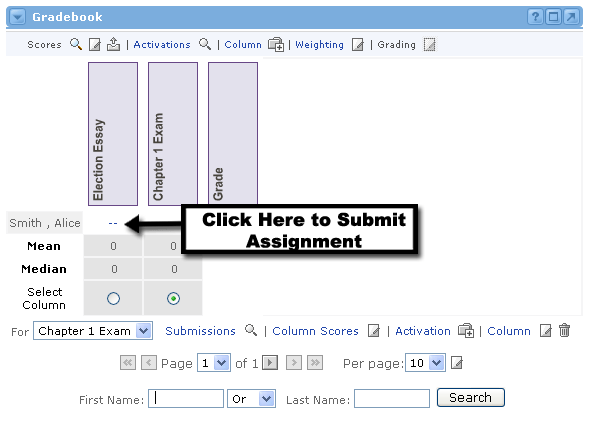 Gradebook
Scores | Activations | Column | Weighting | Grading
Election Essay
Chapter 1 Exam
Grade
Smith , Alice --
Click Here to Submit
Assignment
Mean 0 0
Median 0 0
Select
Column
For Chapter 1 Exam Submissions | Column Scores | Activation | Column
Page 1 of 1 Per page: 10
First Name: Or Last Name: Search